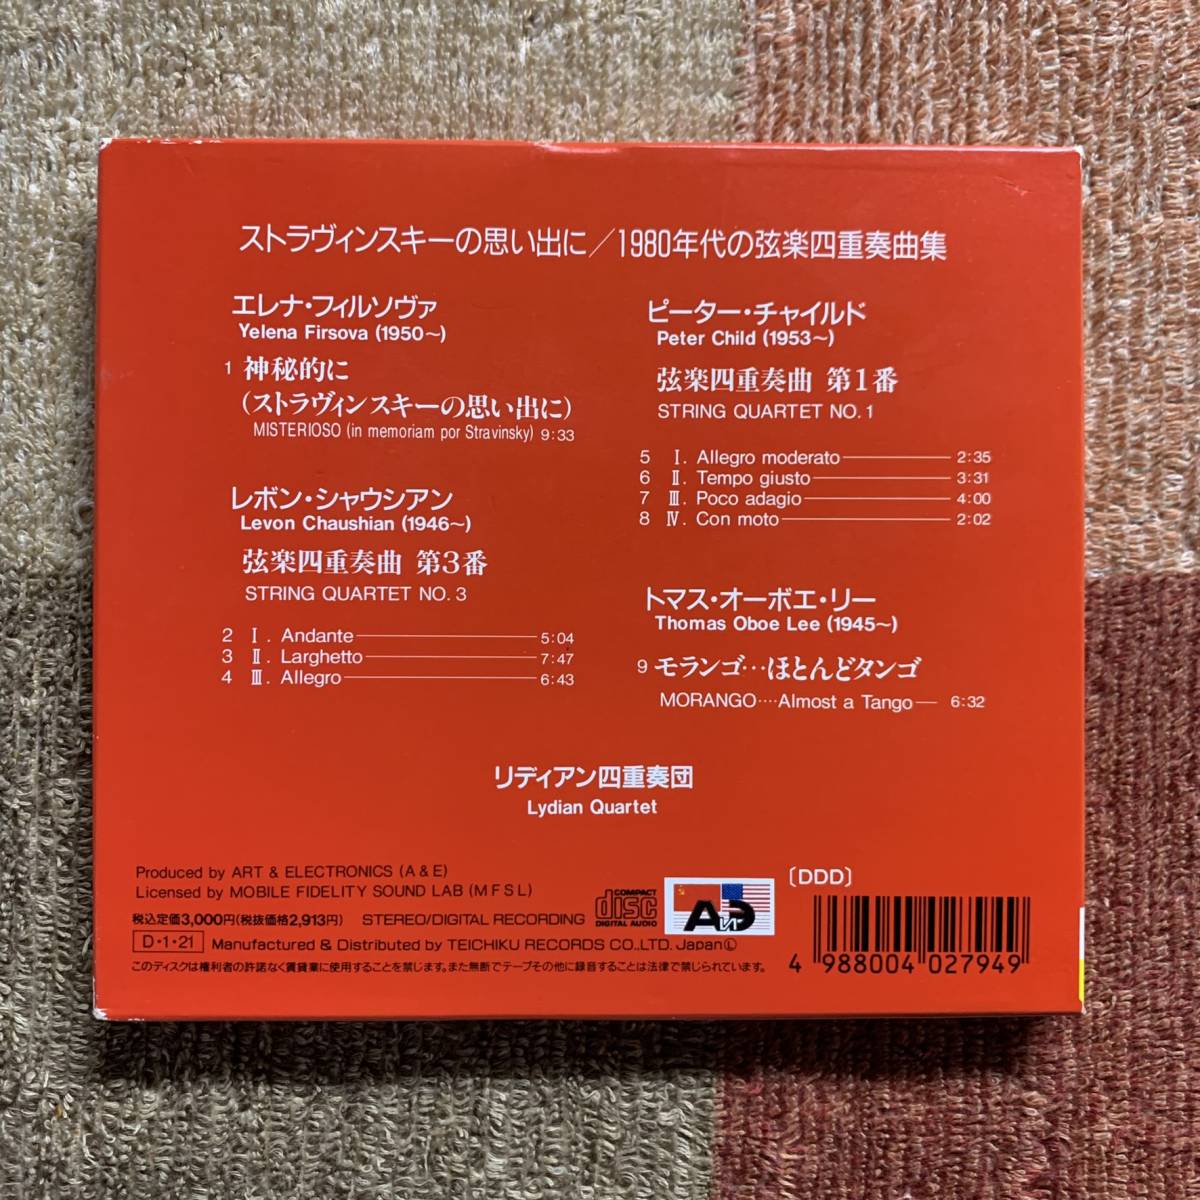 ストラヴィンスキーの思い出に／1980年代の弦楽四重奏曲集
エレナ・フィルソヴァ
Yelena Firsova (1950〜)
1 神秘的に
(ストラヴィンスキーの思い出に)
MISTERIOSO (in memoriam por Stravinsky) 9:33
レボン・シャウシアン
Levon Chaushian (1946〜)
弦楽四重奏曲 第3番
STRING QUARTET NO. 3
2 Ⅰ. Andante 5:04
3 Ⅱ. Larghetto 7:47
4 Ⅲ. Allegro 6:43
ピーター・チャイルド
Peter Child (1953〜)
弦楽四重奏曲 第1番
STRING QUARTET NO. 1
5 Ⅰ. Allegro moderato 2:35
6 Ⅱ. Tempo giusto 3:31
7 Ⅲ. Poco adagio 4:00
8 Ⅳ. Con moto 2:02
トマス・オーボエ・リー
Thomas Oboe Lee (1945〜)
9 モランゴ…ほとんどタンゴ
MORANGO‥‥Almost a Tango 6:32
リディアン四重奏団
Lydian Quartet
Produced by ART & ELECTRONICS (A & E)
Licensed by MOBILE FIDELITY SOUND LAB (M F S L)
税込定価3,000円(税抜価格2,913円) STEREO/DIGITAL RECORDING
COMPACT
disc
DIGITAL AUDIO
AиE
〔DDD〕
D・1・21 Manufactured & Distributed by TEICHIKU RECORDS CO.,LTD. Japan Ⓛ
このディスクは権利者の許諾なく賃貸業に使用することを禁じます。また無断でテープその他に録音することは法律で禁じられています。
4 988004 027949